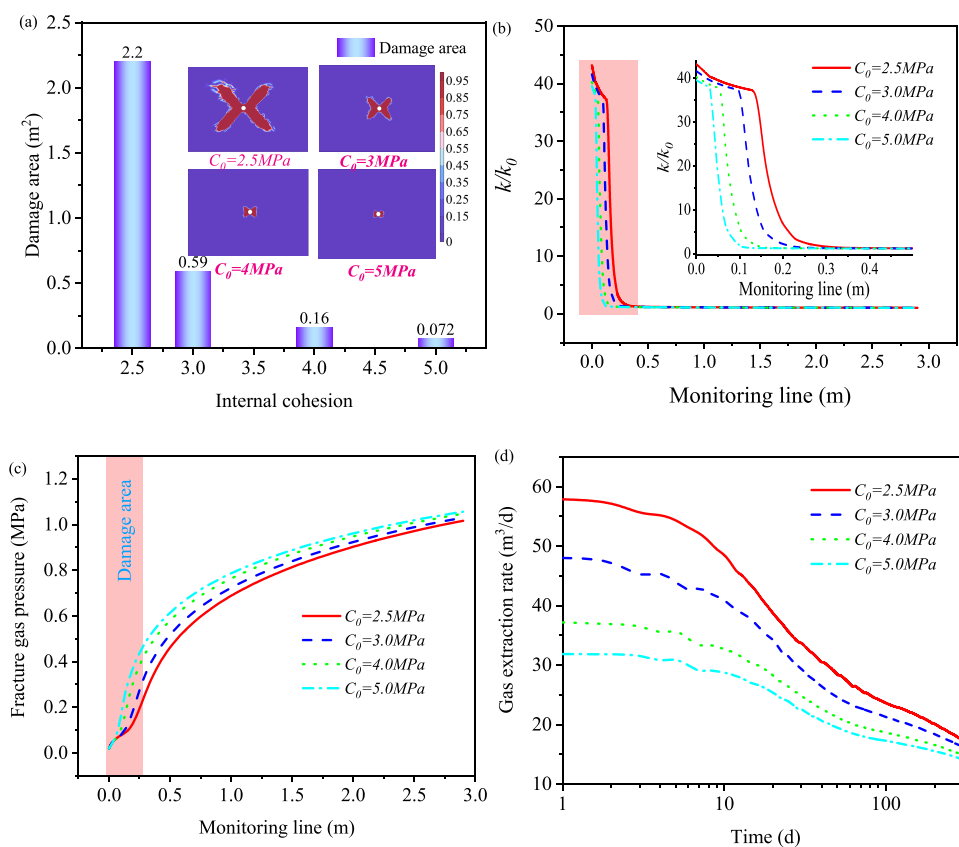 (a)
2.5
2.0
1.5
1.0
0.5
0.0
Damage area (m²)
2.2
0.59
0.16
0.072
Damage area
C0=2.5MPa
C0=3MPa
C0=4MPa
C0=5MPa
0.95
0.85
0.75
0.65
0.55
0.45
0.35
0.25
0.15
0
2.5 3.0 3.5 4.0 4.5 5.0
Internal cohesion
(b)
50
40
30
20
10
0
k/k0
C0=2.5MPa
C0=3.0MPa
C0=4.0MPa
C0=5.0MPa
40
30
20
10
0
k/k0
0.0 0.1 0.2 0.3 0.4
Monitoring line (m)
0.0 0.5 1.0 1.5 2.0 2.5 3.0
Monitoring line (m)
(c)
1.2
1.0
0.8
0.6
0.4
0.2
0.0
Fracture gas pressure (MPa)
Damage area
C0=2.5MPa
C0=3.0MPa
C0=4.0MPa
C0=5.0MPa
0.0 0.5 1.0 1.5 2.0 2.5 3.0
Monitoring line (m)
(d)
60
50
40
30
20
10
Gas extraction rate (m³/d)
C0=2.5MPa
C0=3.0MPa
C0=4.0MPa
C0=5.0MPa
1 10 100
Time (d)